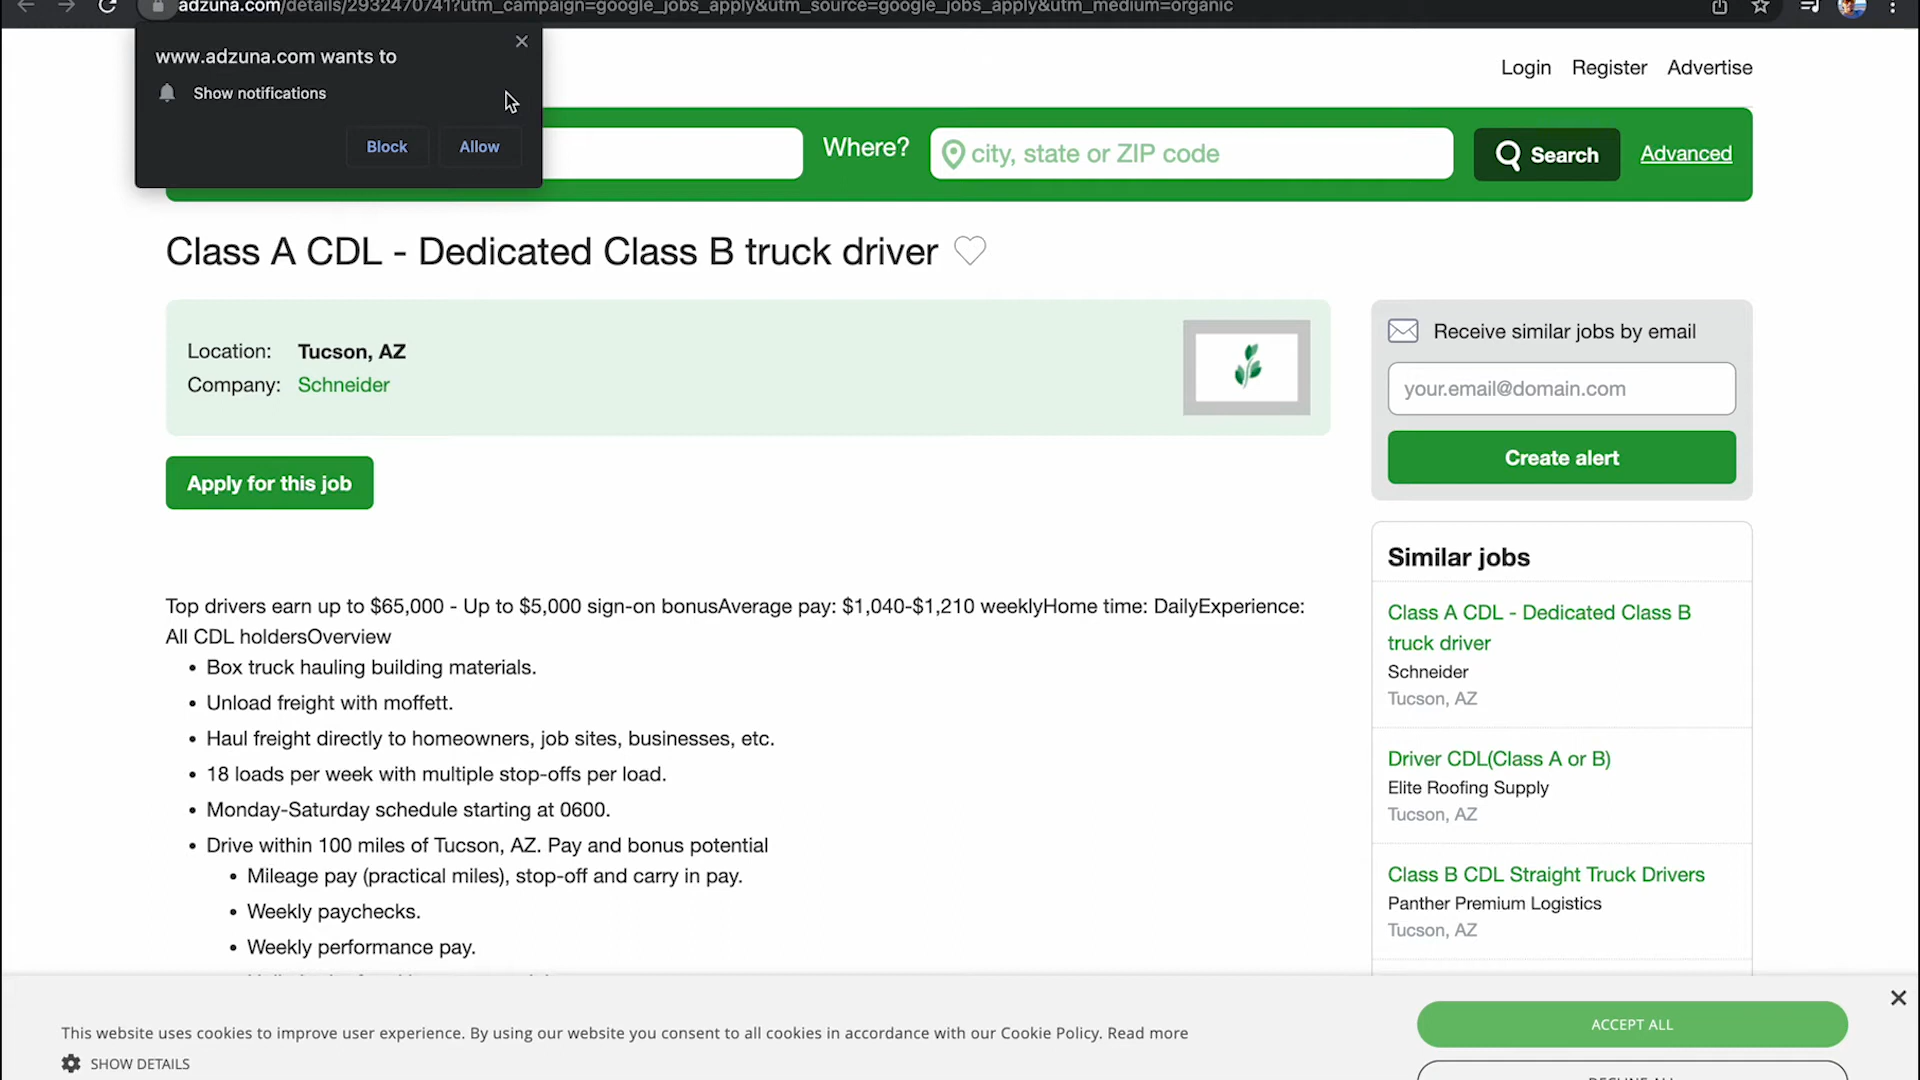 adzuna.com/details/2932470741?utm_campaign=google_jobs_apply&utm_source=google_jobs_apply&utm_medium=organic
www.adzuna.com wants to
Show notifications
Block
Allow
Login
Register
Advertise
Where?
city, state or ZIP code
Search
Advanced
Class A CDL - Dedicated Class B truck driver
Location: Tucson, AZ
Company: Schneider
Apply for this job
Top drivers earn up to $65,000 - Up to $5,000 sign-on bonusAverage pay: $1,040-$1,210 weeklyHome time: DailyExperience:
All CDL holdersOverview
• Box truck hauling building materials.
• Unload freight with moffett.
• Haul freight directly to homeowners, job sites, businesses, etc.
• 18 loads per week with multiple stop-offs per load.
• Monday-Saturday schedule starting at 0600.
• Drive within 100 miles of Tucson, AZ. Pay and bonus potential
• Mileage pay (practical miles), stop-off and carry in pay.
• Weekly paychecks.
• Weekly performance pay.
Receive similar jobs by email
your.email@domain.com
Create alert
Similar jobs
Class A CDL - Dedicated Class B
truck driver
Schneider
Tucson, AZ
Driver CDL(Class A or B)
Elite Roofing Supply
Tucson, AZ
Class B CDL Straight Truck Drivers
Panther Premium Logistics
Tucson, AZ
This website uses cookies to improve user experience. By using our website you consent to all cookies in accordance with our Cookie Policy. Read more
SHOW DETAILS
ACCEPT ALL
DECLINE ALL